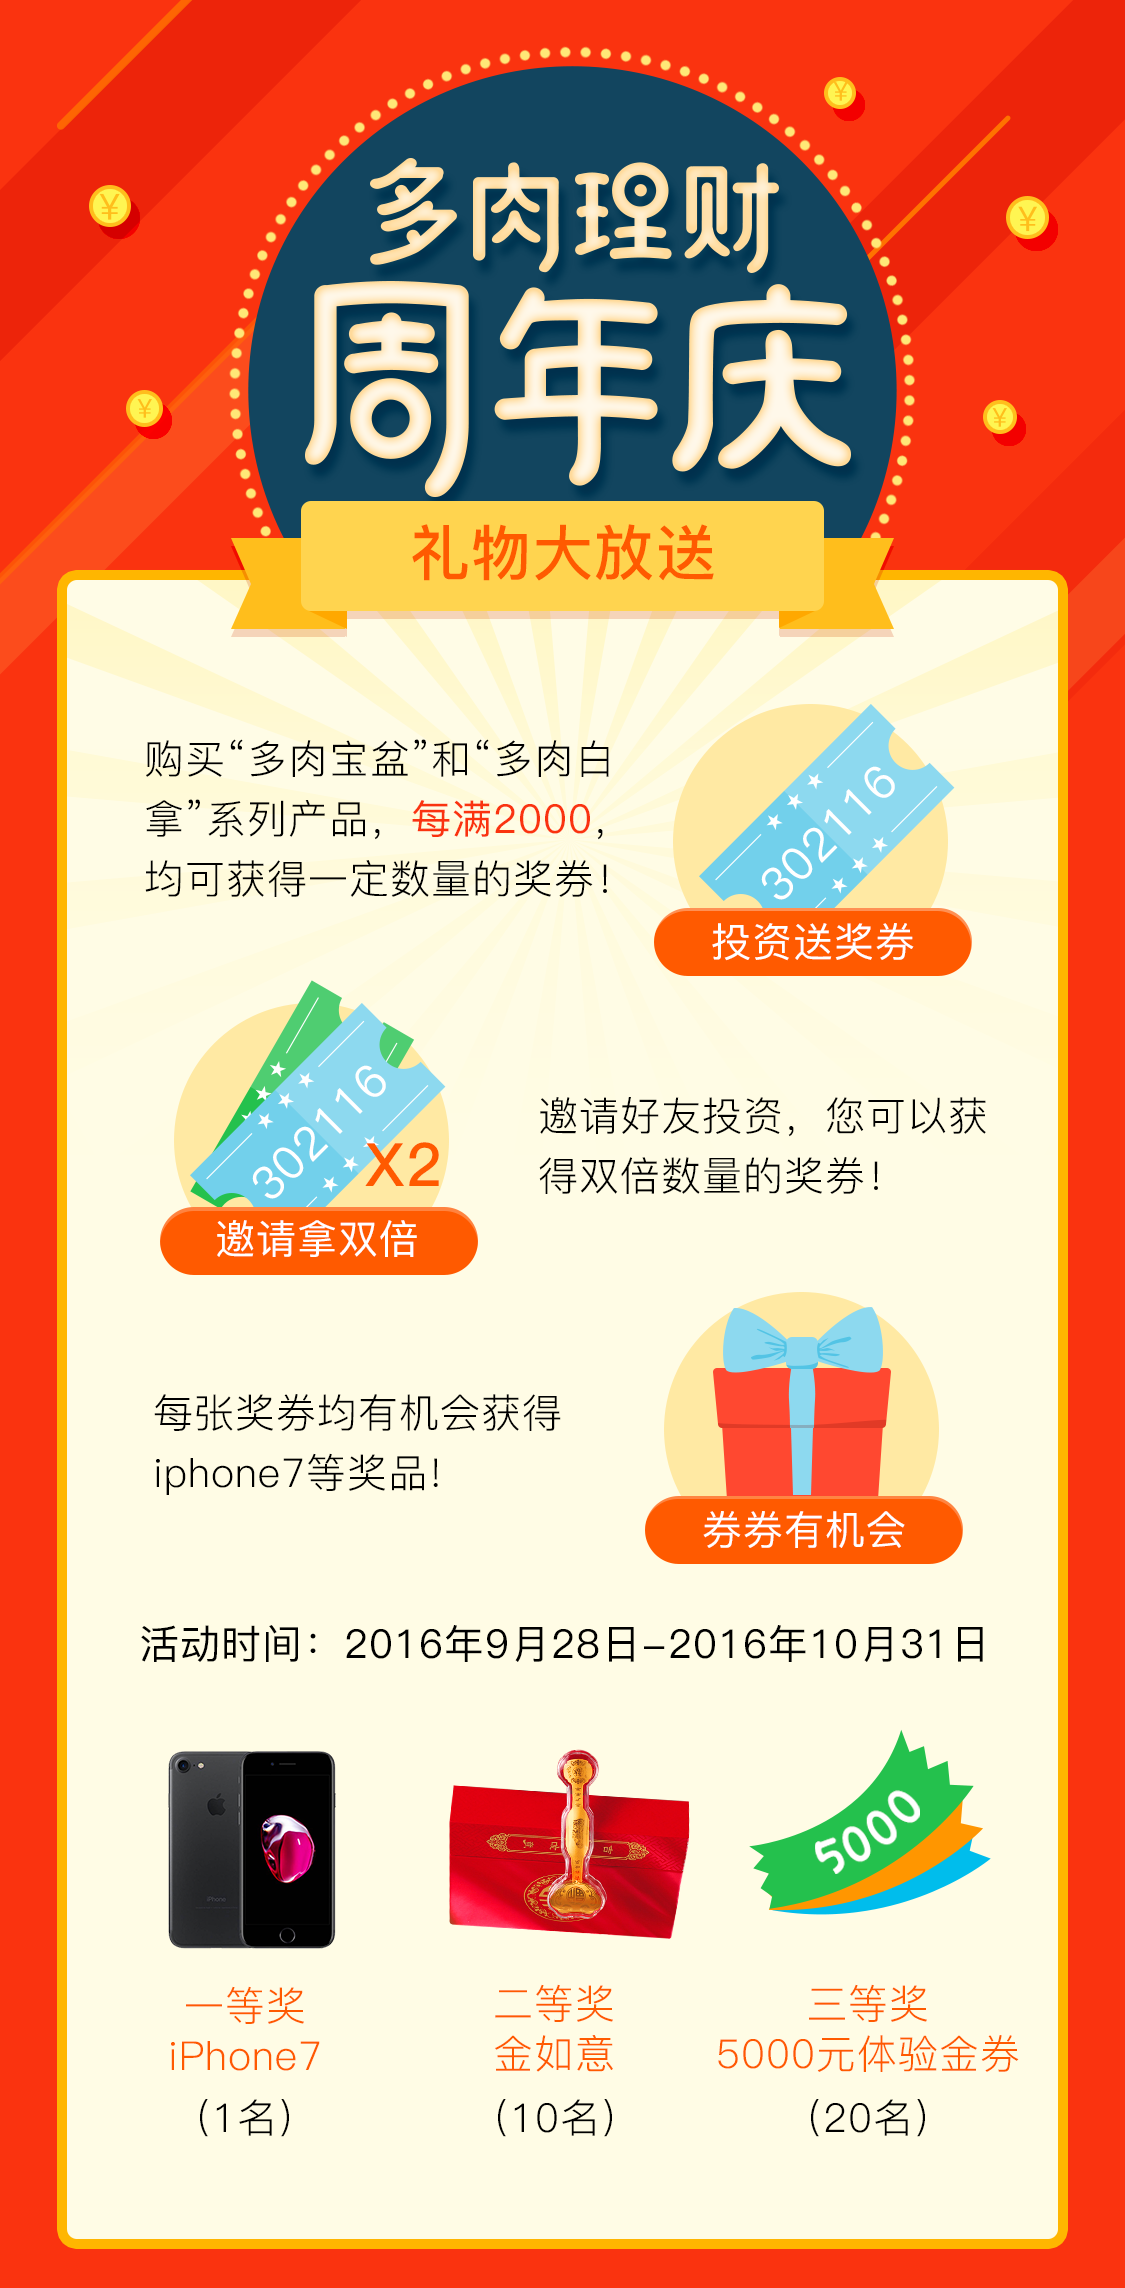 多肉理财
周年庆
礼物大放送
购买“多肉宝盆”和“多肉白
拿”系列产品，每满2000，
均可获得一定数量的奖券！
302116
投资送奖券
302116
X2
邀请拿双倍
邀请好友投资，您可以获
得双倍数量的奖券！
每张奖券均有机会获得
iphone7等奖品！
券券有机会
活动时间：2016年9月28日-2016年10月31日
5000
一等奖
iPhone7
(1名)
二等奖
金如意
(10名)
三等奖
5000元体验金券
(20名)